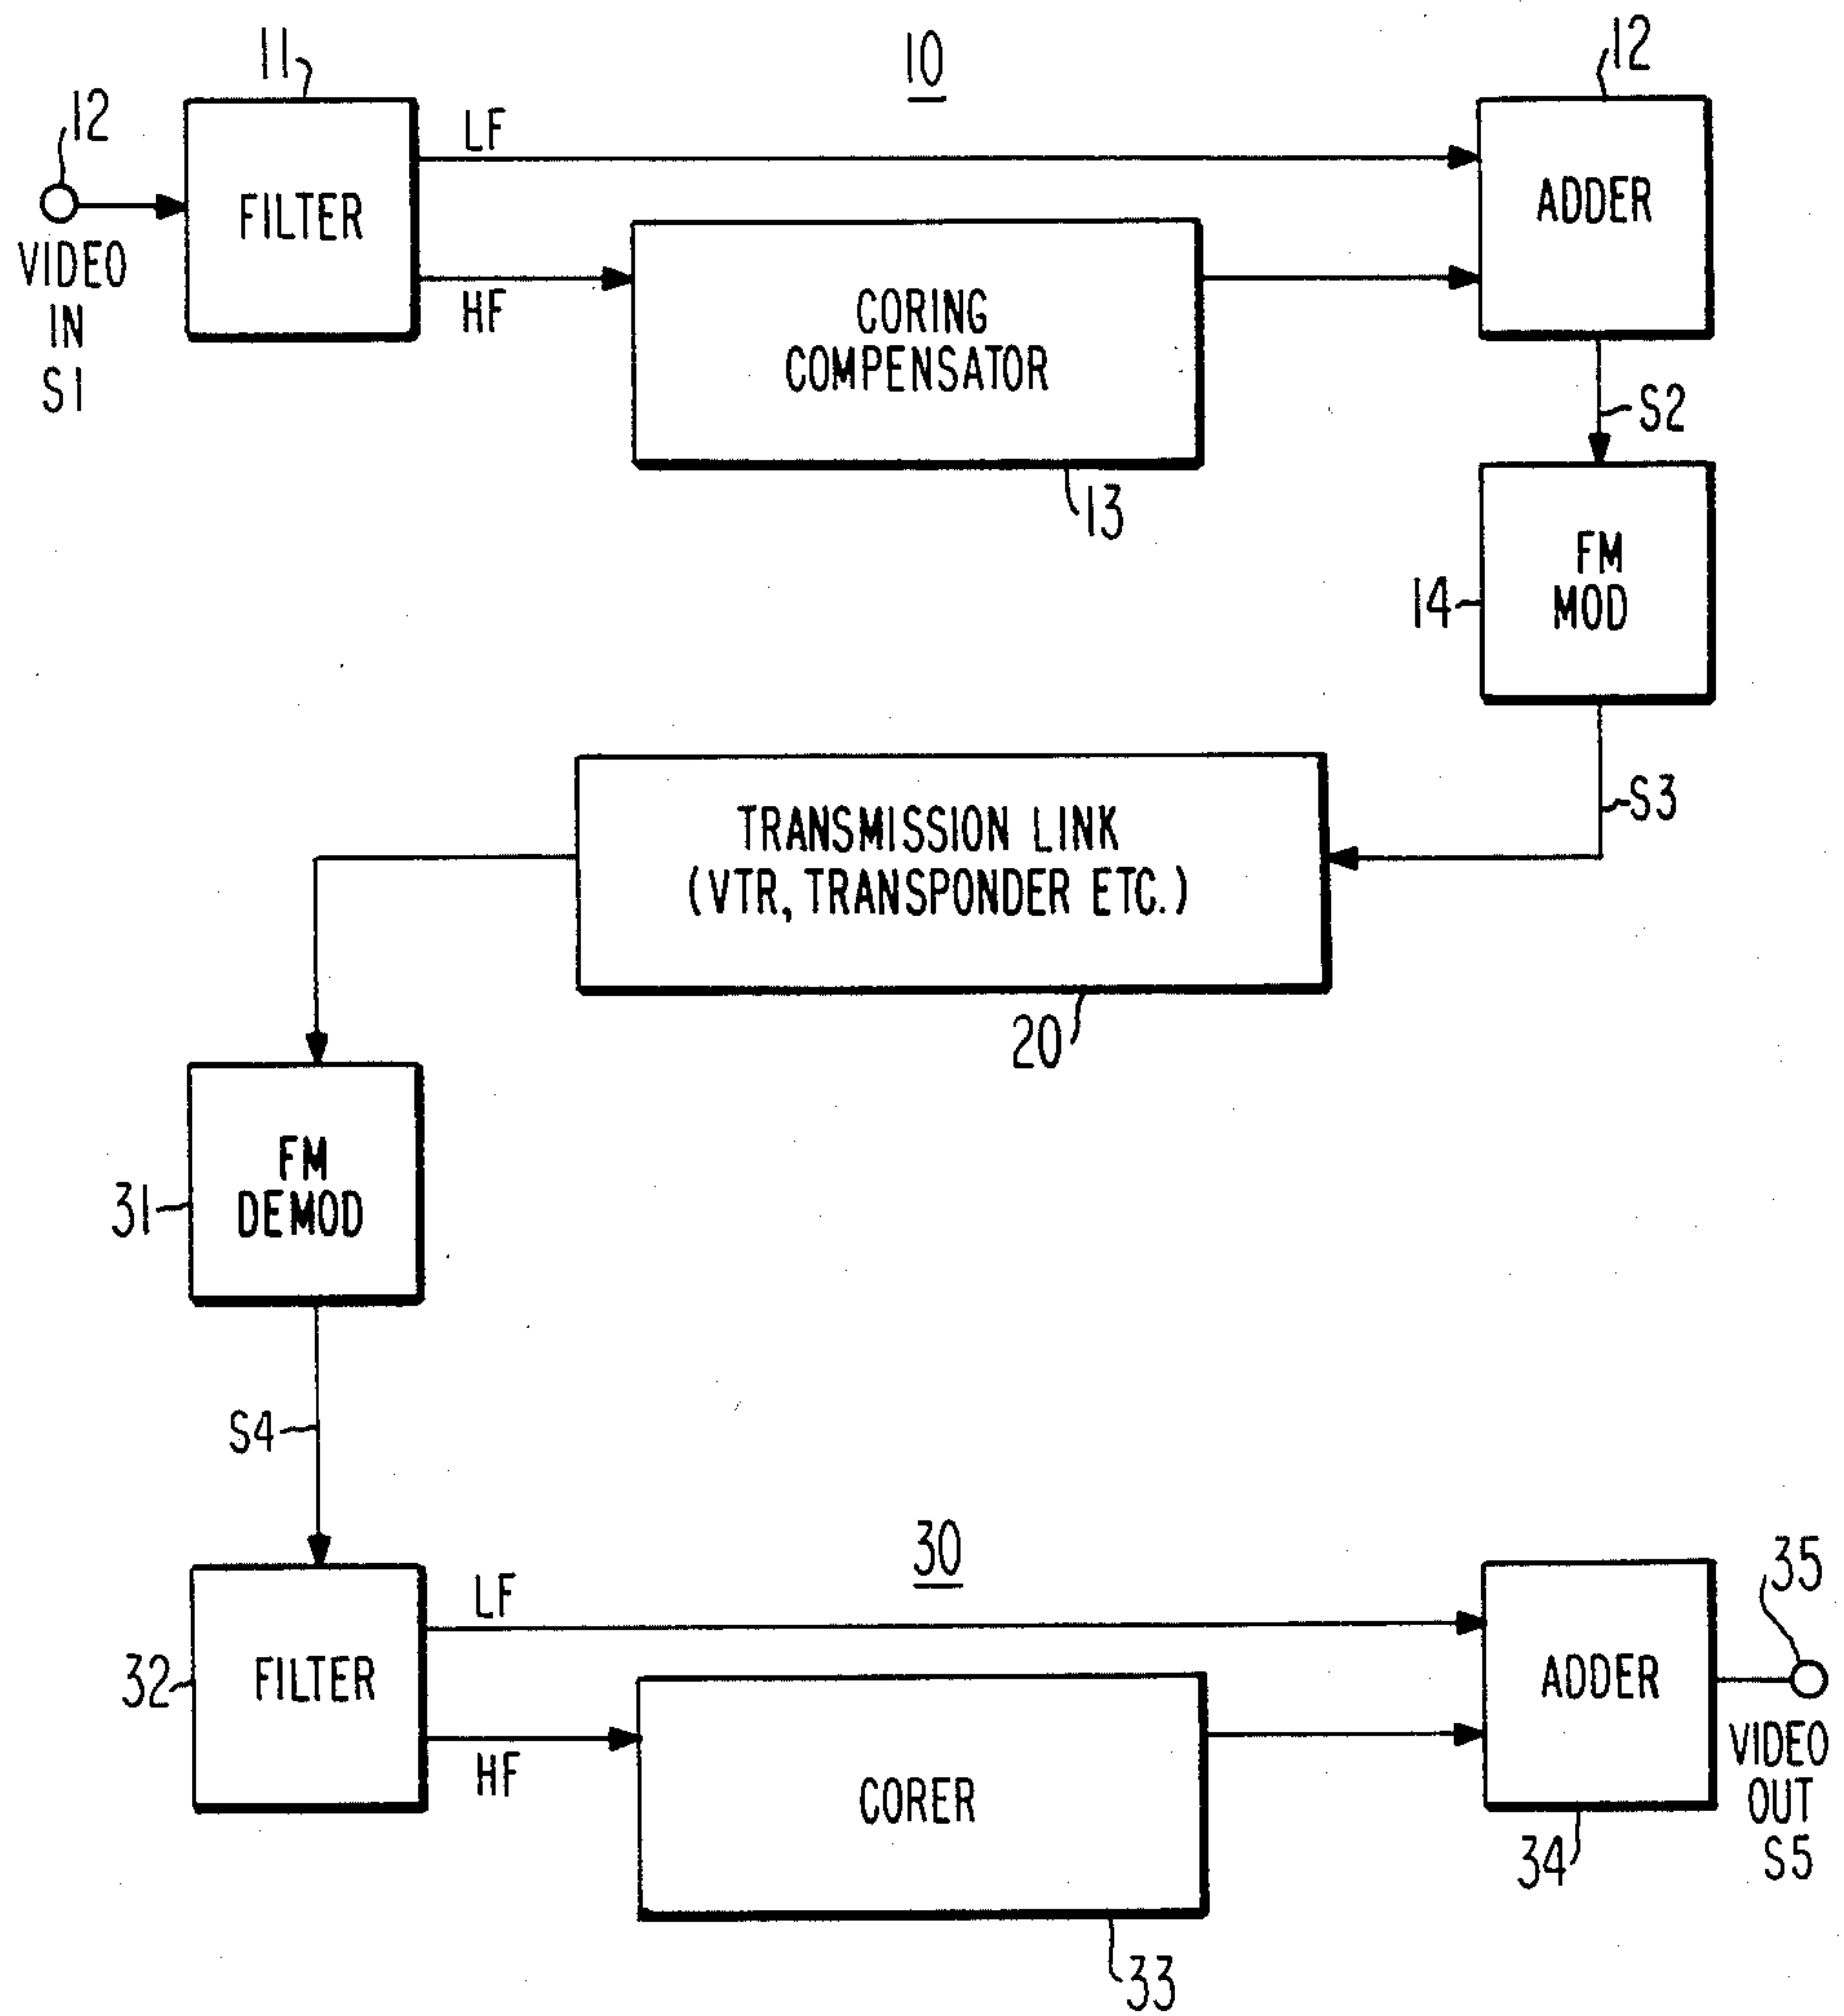 11
10
12
12
LF
FILTER
ADDER
VIDEO
IN
S1
HF
CORING
COMPENSATOR
S2
13
FM
MOD
14
S3
TRANSMISSION LINK
(VTR, TRANSPONDER ETC.)
20
FM
DEMOD
31
S4
30
35
LF
32
FILTER
ADDER
HF
VIDEO
OUT
S5
CORER
34
33